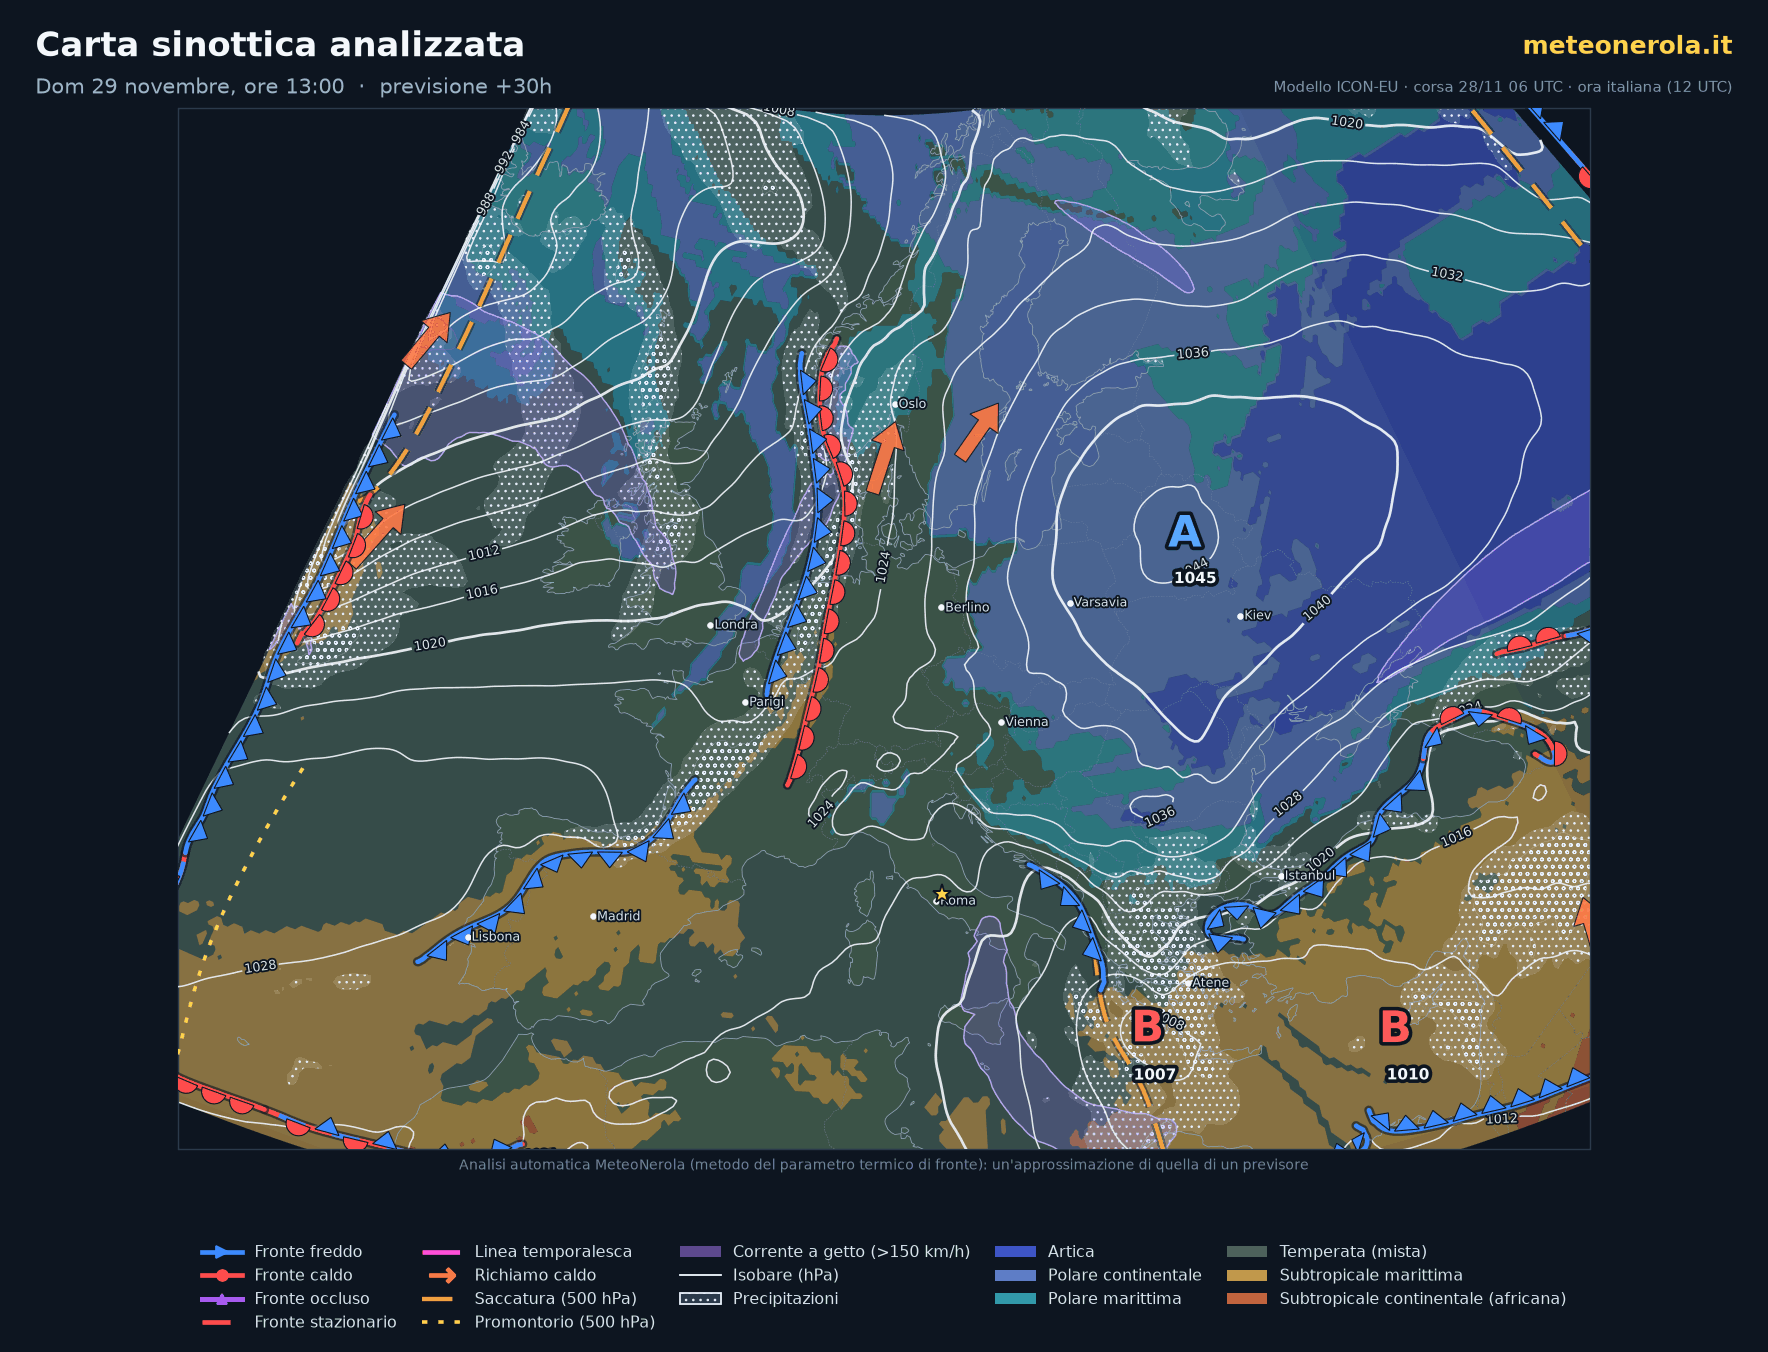 Carta sinottica analizzata
meteonerola.it
Dom 29 novembre, ore 13:00 · previsione +30h
Modello ICON-EU · corsa 28/11 06 UTC · ora italiana (12 UTC)
1008
1020
984
992
988
1032
1036
Oslo
A
1045
1012
1024
1016
Berlino
Varsavia
Kiev
1040
Londra
1020
Parigi
Vienna
1024
1036
1028
1016
1020
Istanbul
Roma
Madrid
Lisbona
1028
Atene
B
B
1007
1010
1012
Analisi automatica MeteoNerola (metodo del parametro termico di fronte): un'approssimazione di quella di un previsore
Fronte freddo
Fronte caldo
Fronte occluso
Fronte stazionario
Linea temporalesca
Richiamo caldo
Saccatura (500 hPa)
Promontorio (500 hPa)
Corrente a getto (>150 km/h)
Isobare (hPa)
Precipitazioni
Artica
Polare continentale
Polare marittima
Temperata (mista)
Subtropicale marittima
Subtropicale continentale (africana)